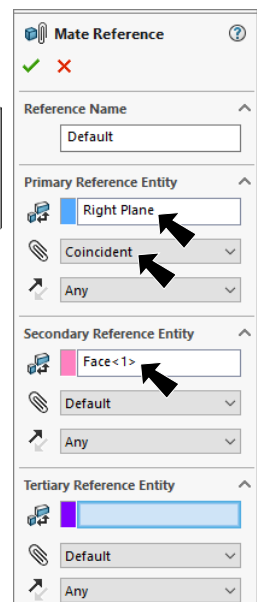 Mate Reference
Reference Name
Default
Primary Reference Entity
Right Plane
Coincident
Any
Secondary Reference Entity
Face<1>
Default
Any
Tertiary Reference Entity
Default
Any